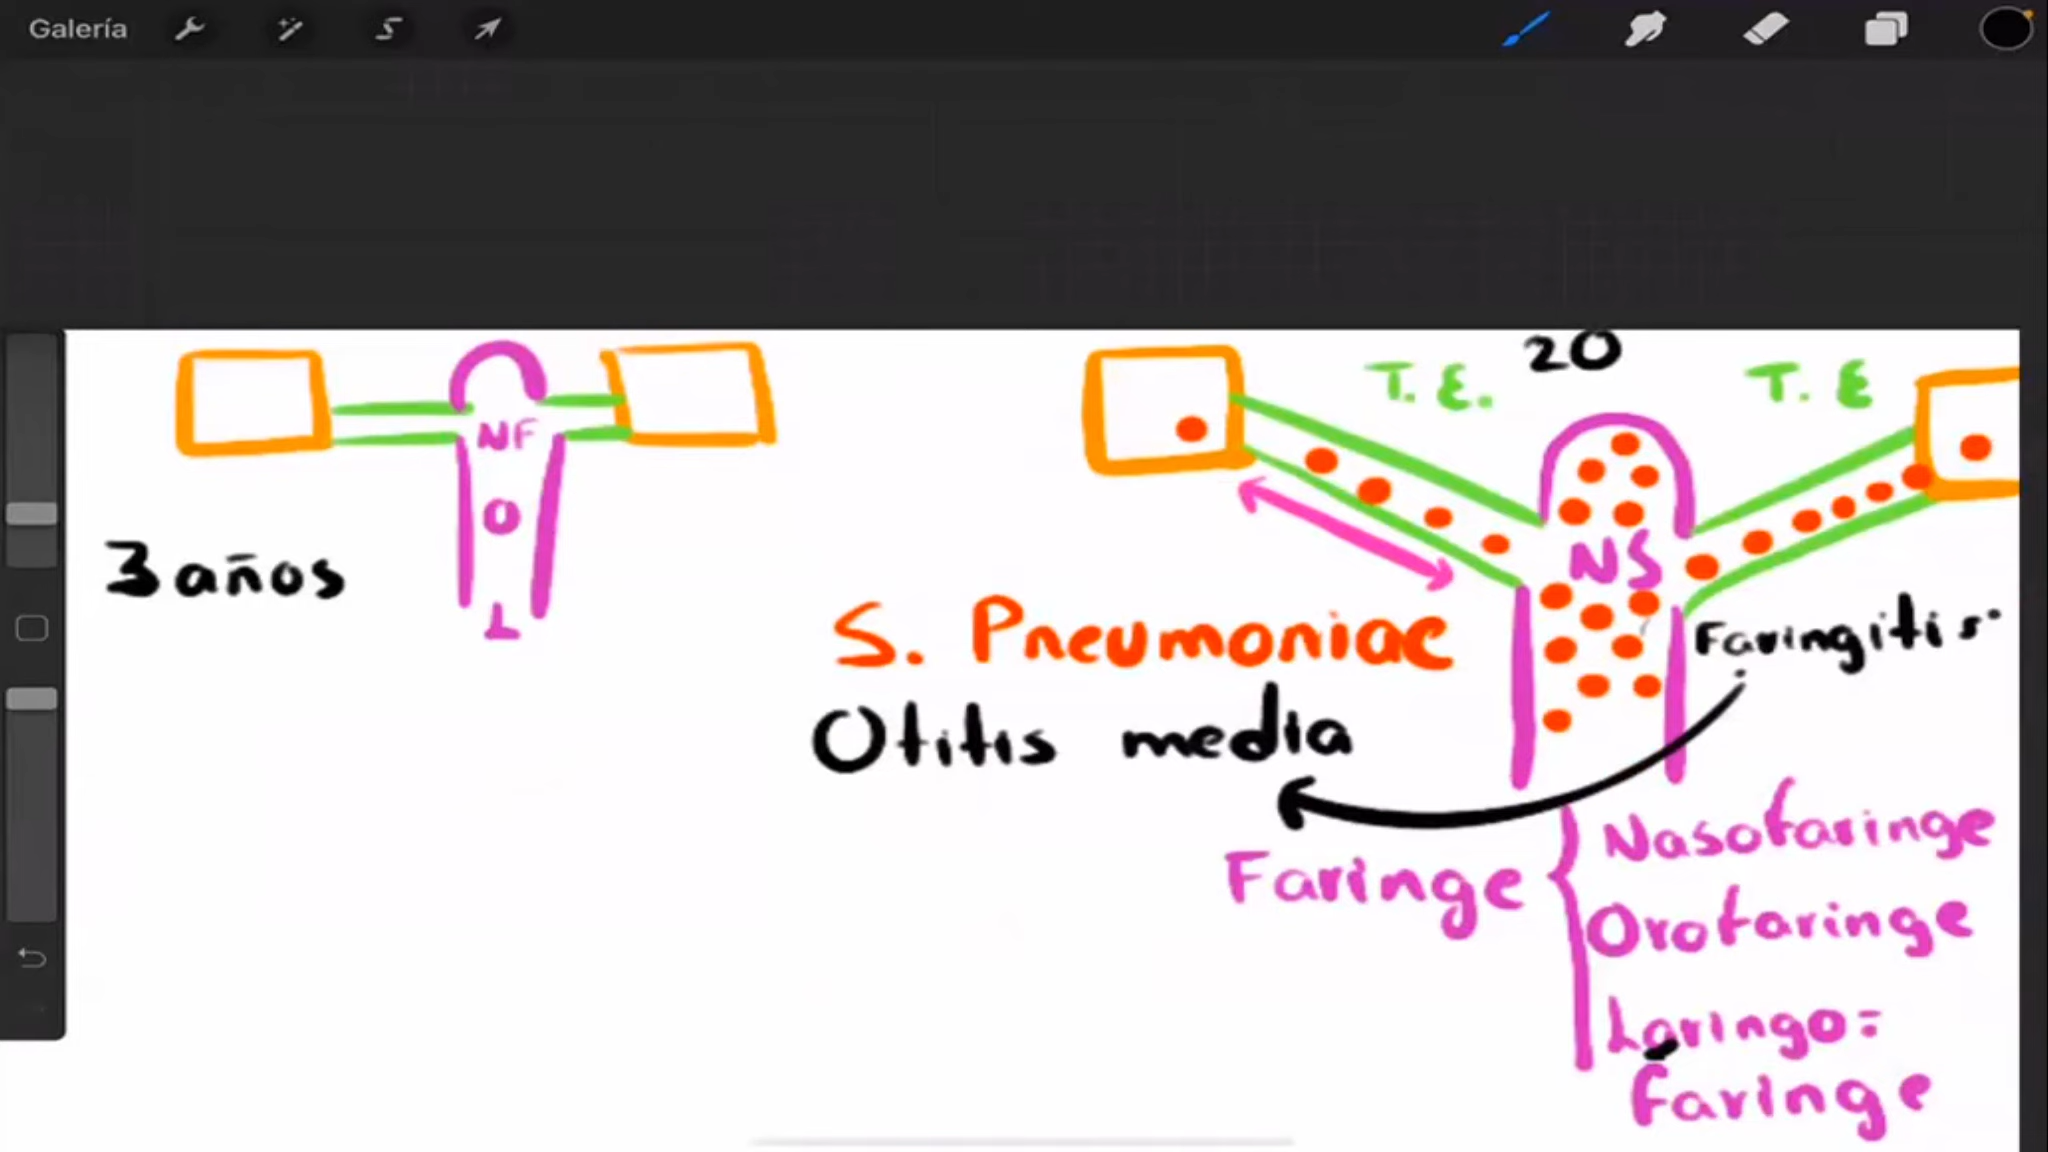 Galería
NF
O
L
3 años
20
T. E.
T. E
NS
S. Pneumoniae
Faringitis
Otitis media
Faringe
Nasofaringe
Orofaringe
Laringo=
faringe